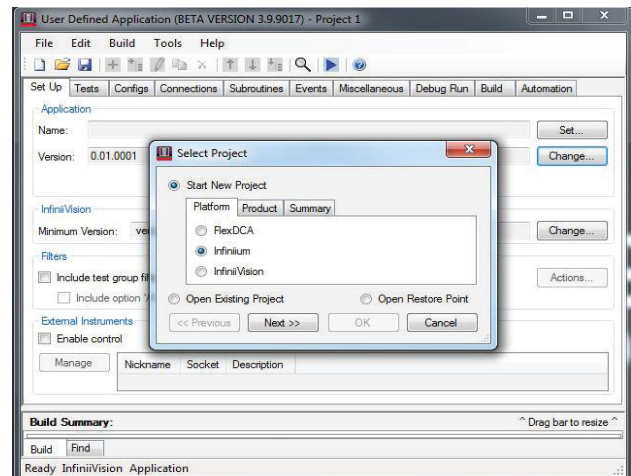 User Defined Application (BETA VERSION 3.9.9017) - Project 1
File Edit Build Tools Help
Set Up Tests Configs Connections Subroutines Events Miscellaneous Debug Run Build Automation
Application
Name: Set...
Version: 0.01.0001 Change...
Select Project
Start New Project
Platform Product Summary
FlexDCA
Infiniium
InfiniiVision
Open Existing Project Open Restore Point
<< Previous Next >> OK Cancel
InfiniiVision
Minimum Version: Change...
Filters
Include test group Actions...
Include option
External Instruments
Enable control
Manage Nickname Socket Description
Build Summary: ^ Drag bar to resize ^
Build Find
Ready InfiniiVision Application